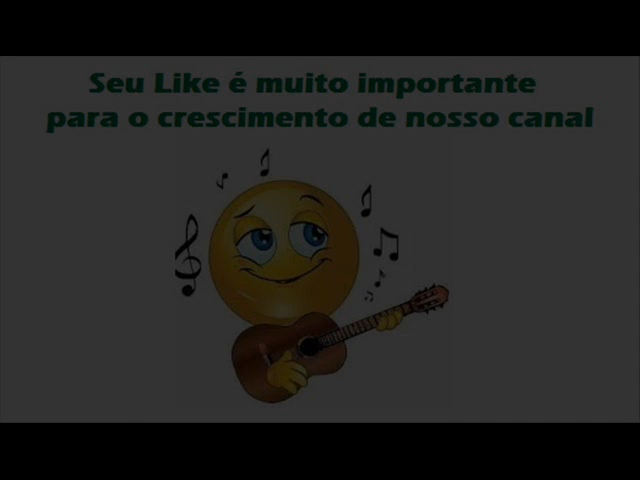 Seu Like é muito importante
para o crescimento de nosso canal